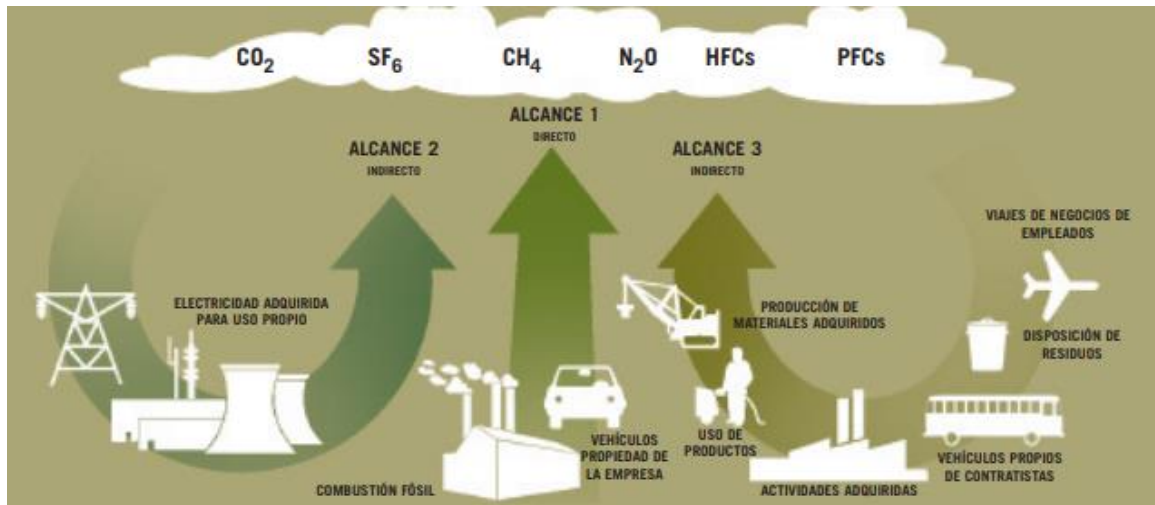 CO2
SF6
CH4
N2O
HFCs
PFCs
ALCANCE 1
DIRECTO
ALCANCE 2
INDIRECTO
ALCANCE 3
INDIRECTO
VIAJES DE NEGOCIOS DE
EMPLEADOS
ELECTRICIDAD ADQUIRIDA
PARA USO PROPIO
PRODUCCIÓN DE
MATERIALES ADQUIRIDOS
DISPOSICIÓN DE
RESIDUOS
VEHÍCULOS
PROPIEDAD DE
LA EMPRESA
USO DE
PRODUCTOS
VEHÍCULOS PROPIOS
DE CONTRATISTAS
COMBUSTIÓN FÓSIL
ACTIVIDADES ADQUIRIDAS